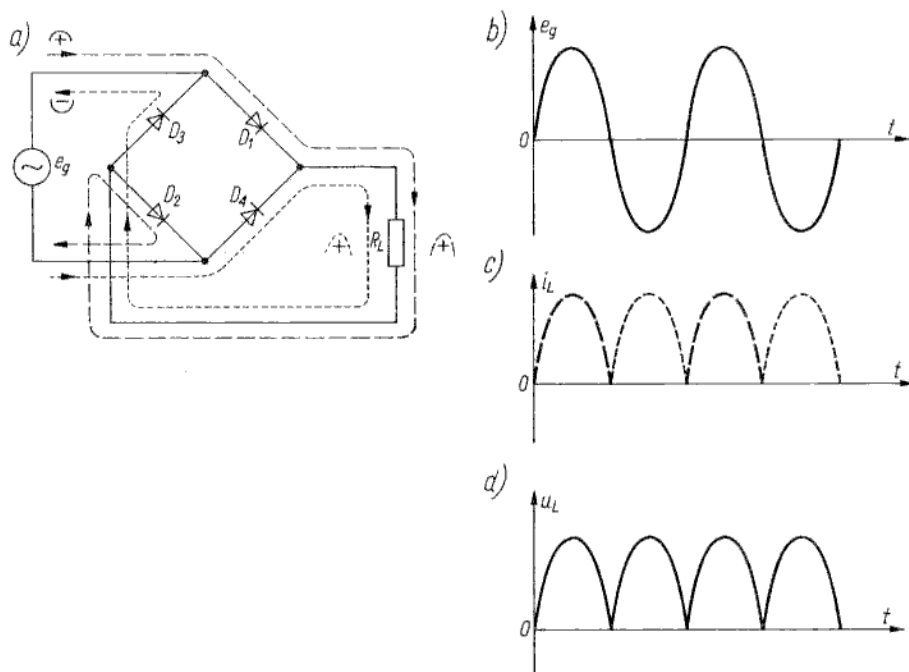 a)
+
−
D₃
D₁
e_g
~
D₂
D₄
R_L
+
+
b)
e_g
0
t
c)
i_L
0
t
d)
u_L
0
t